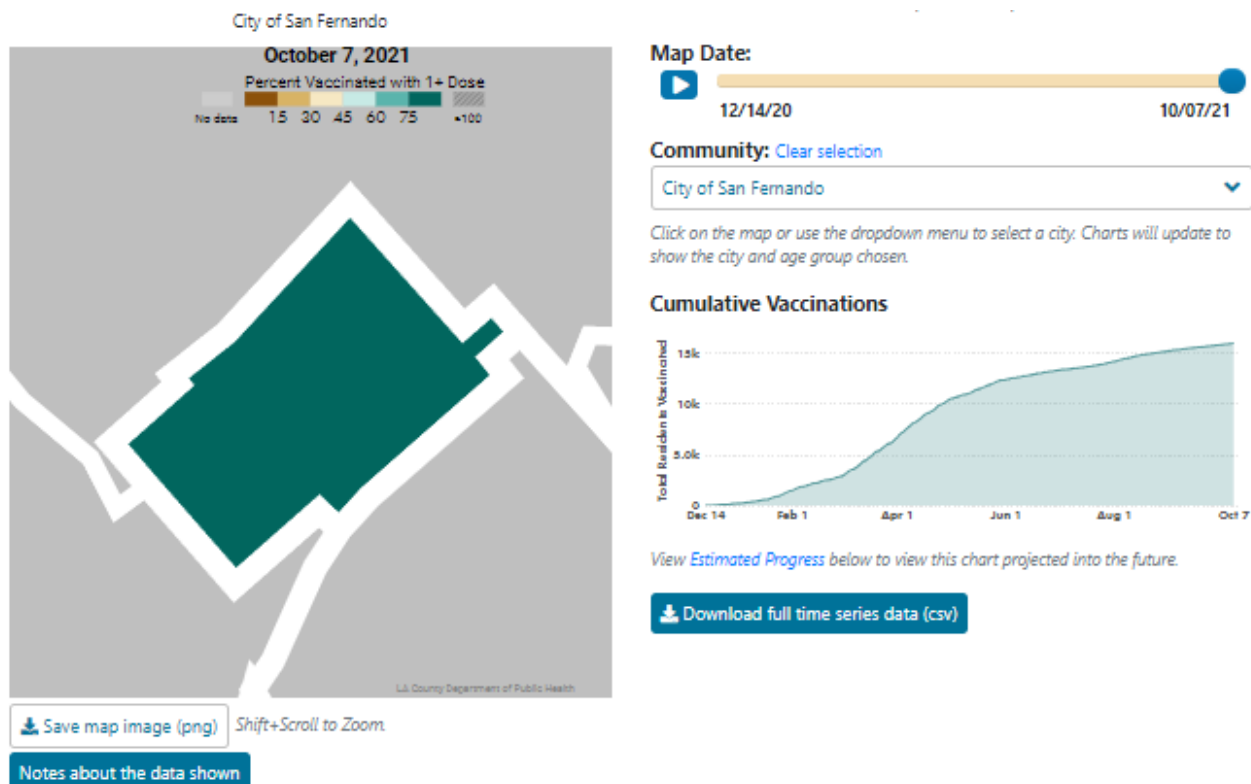 City of San Fernando
October 7, 2021
Percent Vaccinated with 1+ Dose
No data 15 30 45 60 75 >100
LA County Department of Public Health
Save map image (png) Shift+Scroll to Zoom.
Notes about the data shown
Map Date:
12/14/20 10/07/21
Community: Clear selection
City of San Fernando
Click on the map or use the dropdown menu to select a city. Charts will update to
show the city and age group chosen.
Cumulative Vaccinations
Total Residents Vaccinated
15k
10k
5.0k
0
Dec 14 Feb 1 Apr 1 Jun 1 Aug 1 Oct 7
View Estimated Progress below to view this chart projected into the future.
Download full time series data (csv)